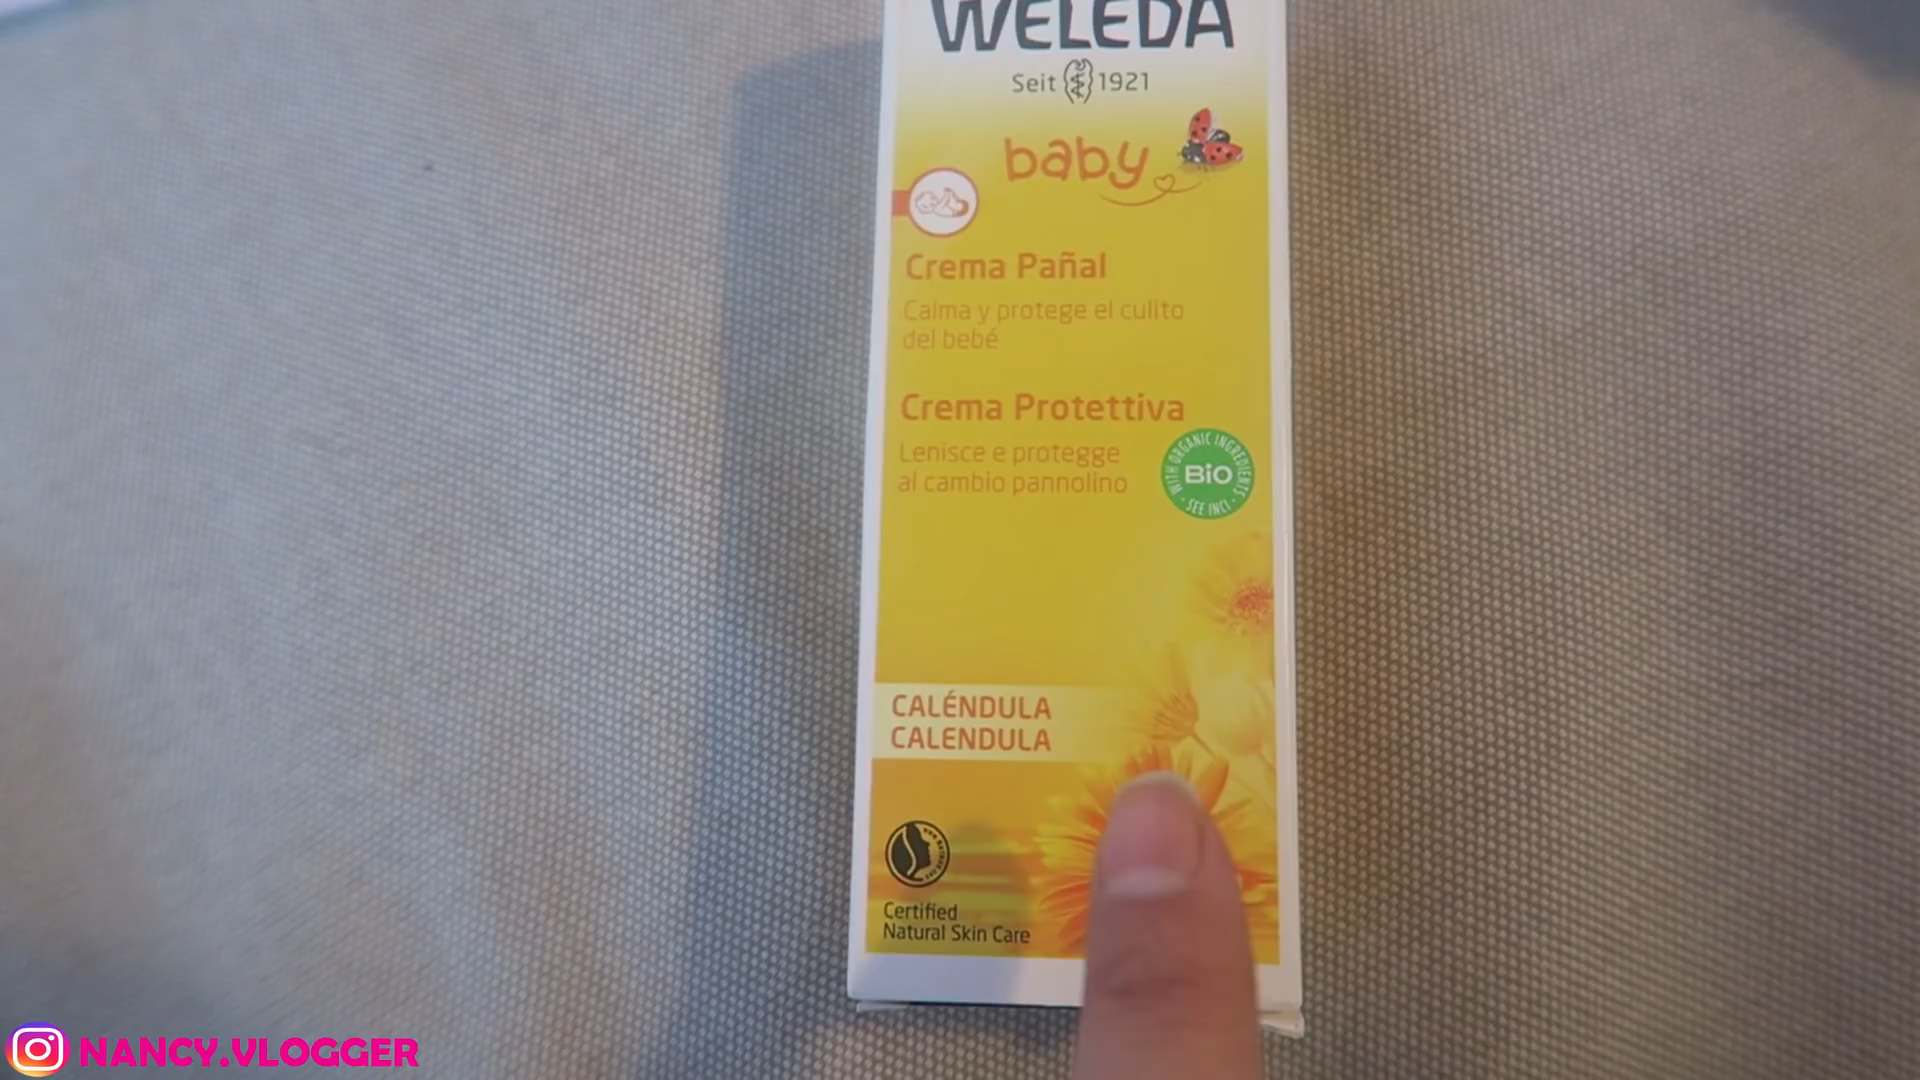 WELEDA
Seit 1921
baby
Crema Pañal
Calma y protege el culito
del bebé
Crema Protettiva
Lenisce e protegge
al cambio pannolino
WITH ORGANIC INGREDIENTS
BiO
· SEE INCI ·
CALÉNDULA
CALENDULA
Certified
Natural Skin Care
NANCY.VLOGGER